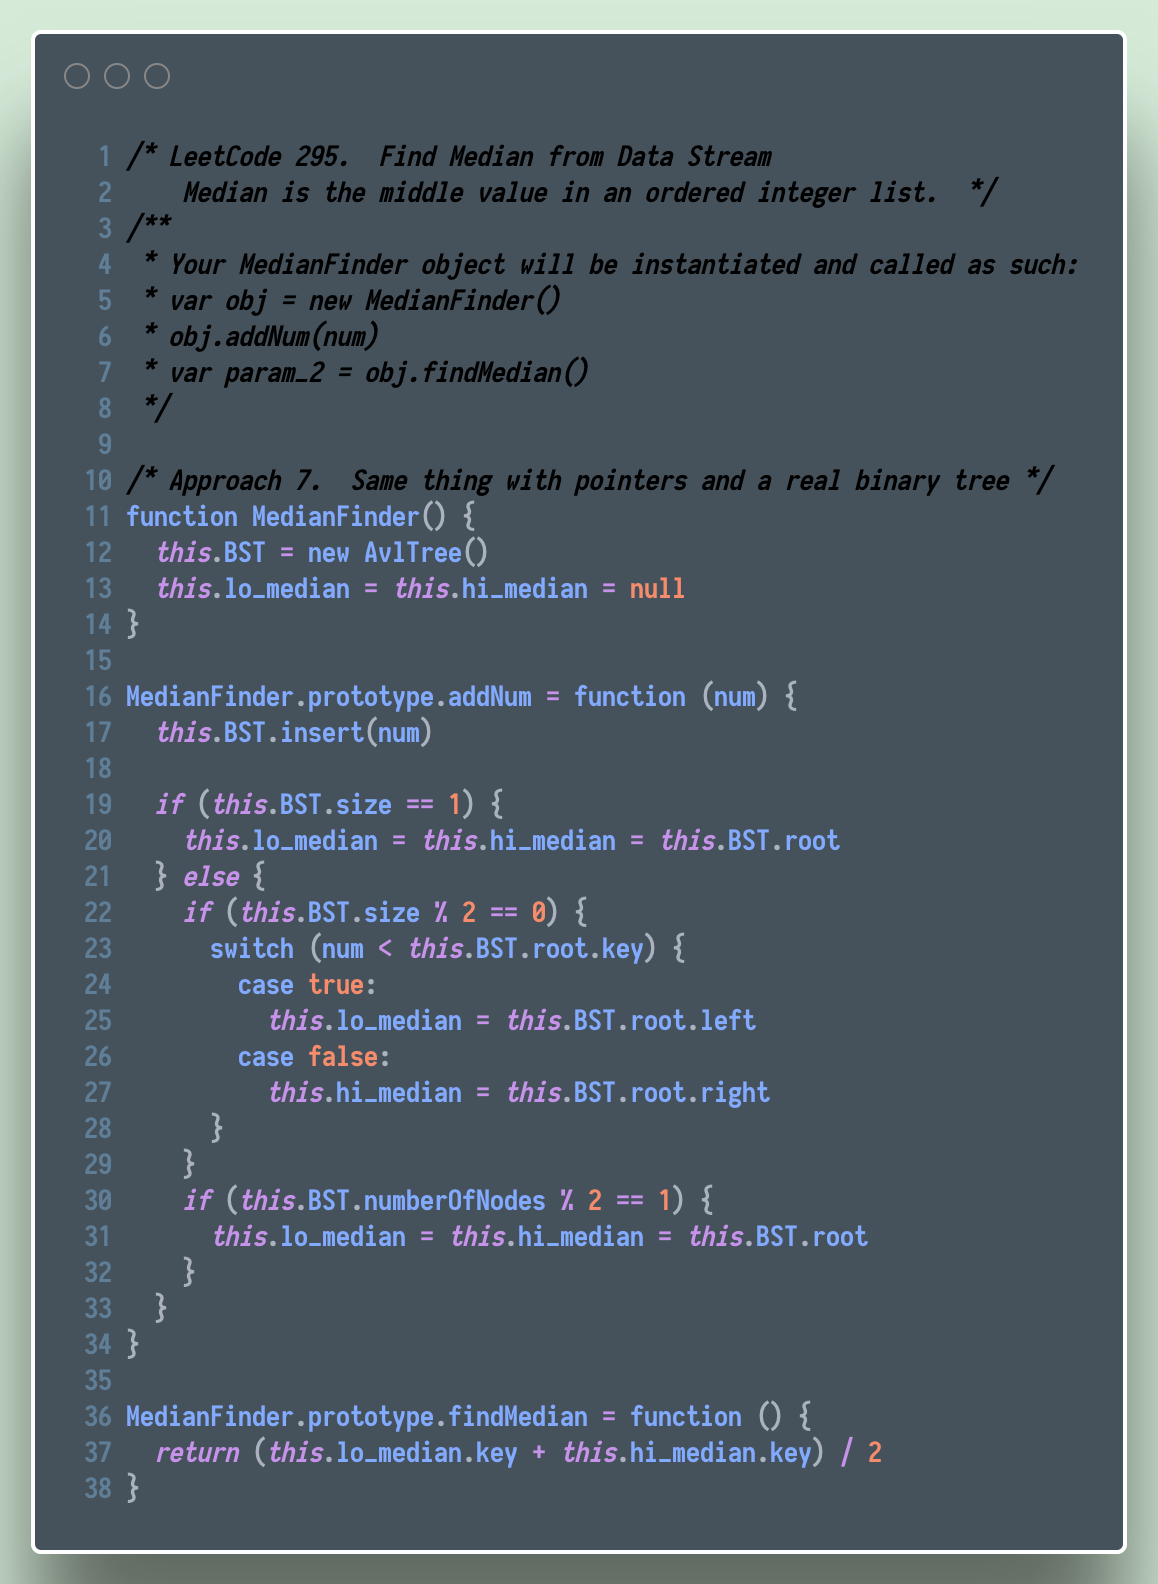 1 /* LeetCode 295.  Find Median from Data Stream
2     Median is the middle value in an ordered integer list.  */
3 /**
4  * Your MedianFinder object will be instantiated and called as such:
5  * var obj = new MedianFinder()
6  * obj.addNum(num)
7  * var param_2 = obj.findMedian()
8  */
9
10 /* Approach 7.  Same thing with pointers and a real binary tree */
11 function MedianFinder() {
12   this.BST = new AvlTree()
13   this.lo_median = this.hi_median = null
14 }
15
16 MedianFinder.prototype.addNum = function (num) {
17   this.BST.insert(num)
18
19   if (this.BST.size == 1) {
20     this.lo_median = this.hi_median = this.BST.root
21   } else {
22     if (this.BST.size % 2 == 0) {
23       switch (num < this.BST.root.key) {
24         case true:
25           this.lo_median = this.BST.root.left
26         case false:
27           this.hi_median = this.BST.root.right
28       }
29     }
30     if (this.BST.numberOfNodes % 2 == 1) {
31       this.lo_median = this.hi_median = this.BST.root
32     }
33   }
34 }
35
36 MedianFinder.prototype.findMedian = function () {
37   return (this.lo_median.key + this.hi_median.key) / 2
38 }